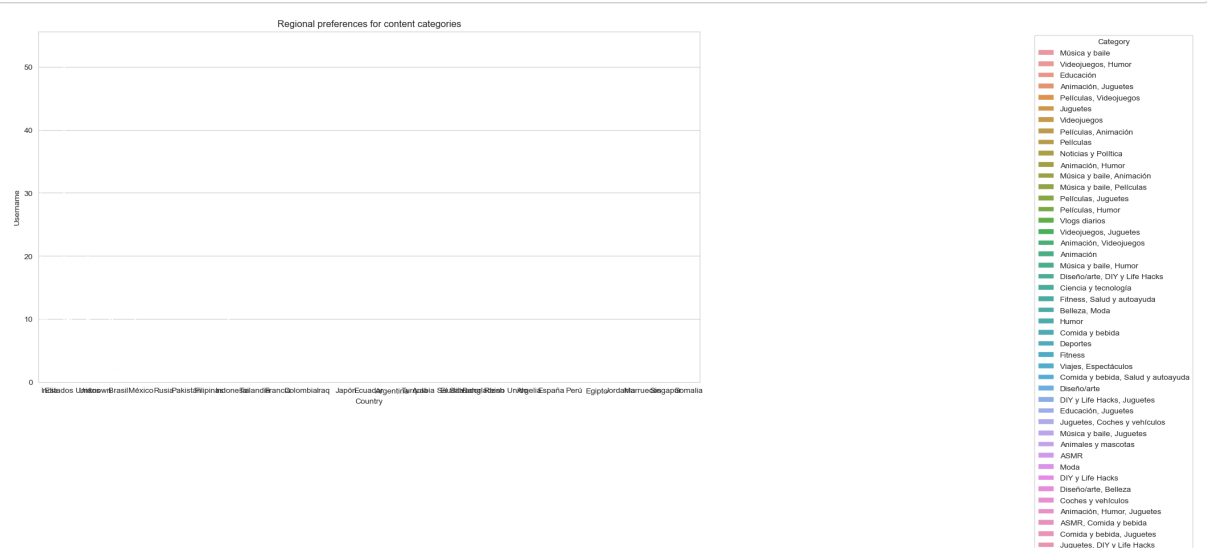 Regional preferences for content categories
50
40
30
20
10
0
Username
India Estados Unidos Unknown Brasil México Rusia Pakistán Filipinas Indonesia Tailandia Francia Colombia Iraq Japón Ecuador Argentina Turquía Arabia Saudita El Salvador Bangladesh Reino Unido Argelia España Perú Egipto Jordania Marruecos Singapur Somalia
Country
Category
Música y baile
Videojuegos, Humor
Educación
Animación, Juguetes
Películas, Videojuegos
Juguetes
Videojuegos
Películas, Animación
Películas
Noticias y Política
Animación, Humor
Música y baile, Animación
Música y baile, Películas
Películas, Juguetes
Películas, Humor
Vlogs diarios
Videojuegos, Juguetes
Animación, Videojuegos
Animación
Música y baile, Humor
Diseño/arte, DIY y Life Hacks
Ciencia y tecnología
Fitness, Salud y autoayuda
Belleza, Moda
Humor
Comida y bebida
Deportes
Fitness
Viajes, Espectáculos
Comida y bebida, Salud y autoayuda
Diseño/arte
DIY y Life Hacks, Juguetes
Educación, Juguetes
Juguetes, Coches y vehículos
Música y baile, Juguetes
Animales y mascotas
ASMR
Moda
DIY y Life Hacks
Diseño/arte, Belleza
Coches y vehículos
Animación, Humor, Juguetes
ASMR, Comida y bebida
Comida y bebida, Juguetes
Juguetes, DIY y Life Hacks